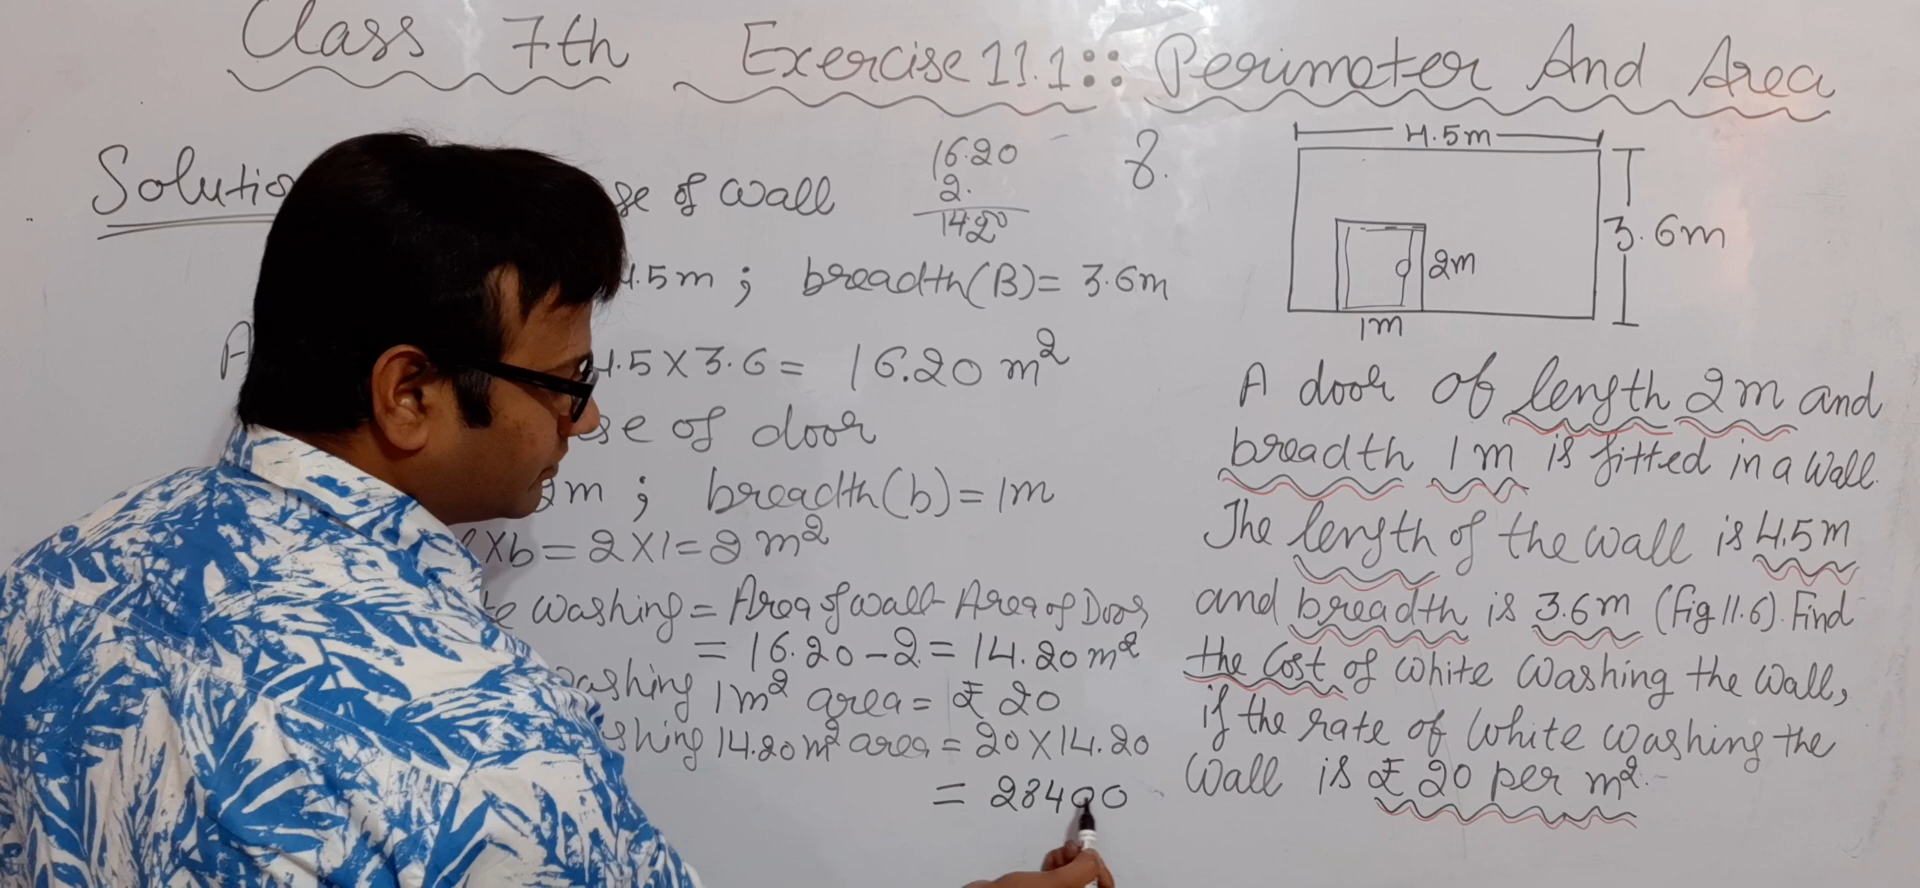 Class 7th Exercise 11.1:: Perimeter And Area
Solutio
se of wall
16.20
2.
14.20
.5m ; breadth(B)= 3.6m
A
4.5 X 3.6 = 16.20 m²
se of door
2m ; breadth(b)= 1m
Xb = 2 X 1 = 2 m²
te washing = Area of wall - Area of Door
= 16.20 - 2 = 14.20 m²
ashing 1m² area = ₹ 20
shing 14.20m² area = 20 X 14.20
= 28400
8.
4.5m
3.6m
2m
1m
A door of length 2m and
breadth 1m is fitted in a wall.
The length of the wall is 4.5m
and breadth is 3.6m (fig 11.6). Find
the Cost of white washing the wall,
if the rate of white washing the
wall is ₹ 20 per m².